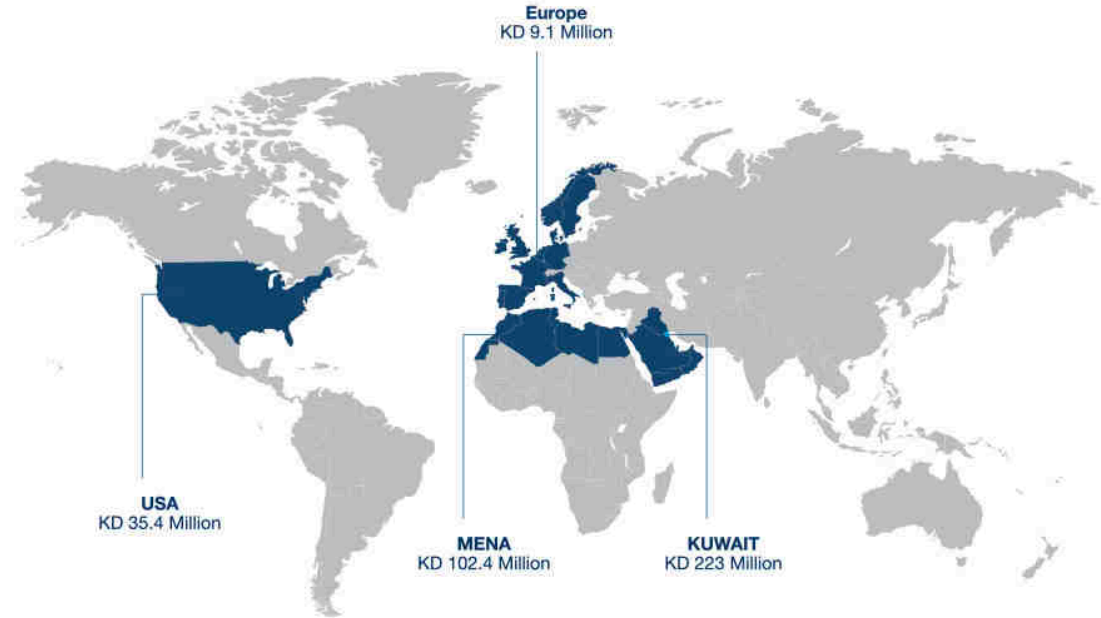 Europe
KD 9.1 Million
USA
KD 35.4 Million
MENA
KD 102.4 Million
KUWAIT
KD 223 Million